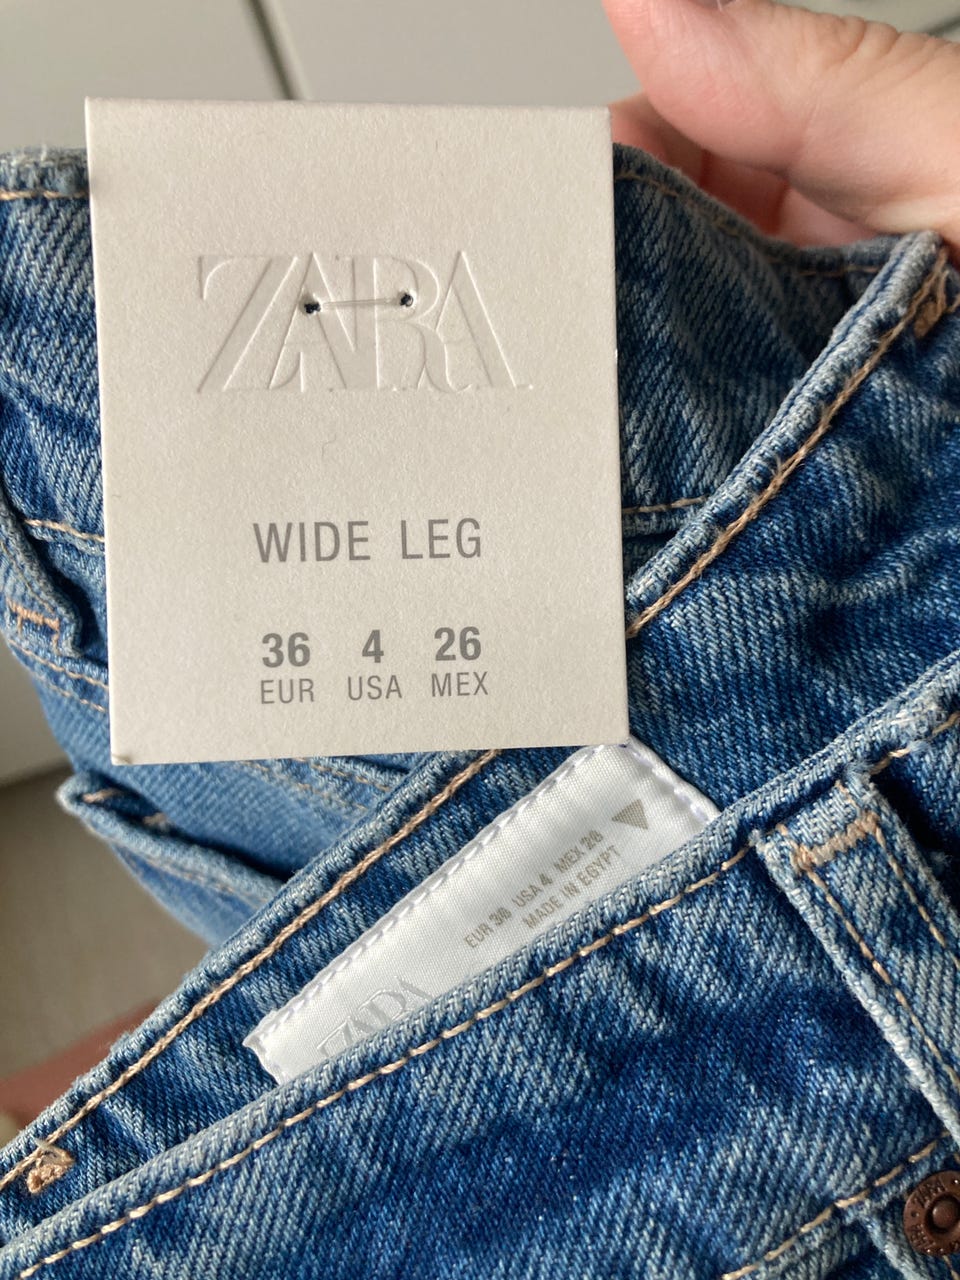 ZARA
WIDE LEG
36 4 26
EUR USA MEX
EUR 36 USA 4 MEX 26
MADE IN EGYPT
ZARA
ZARA